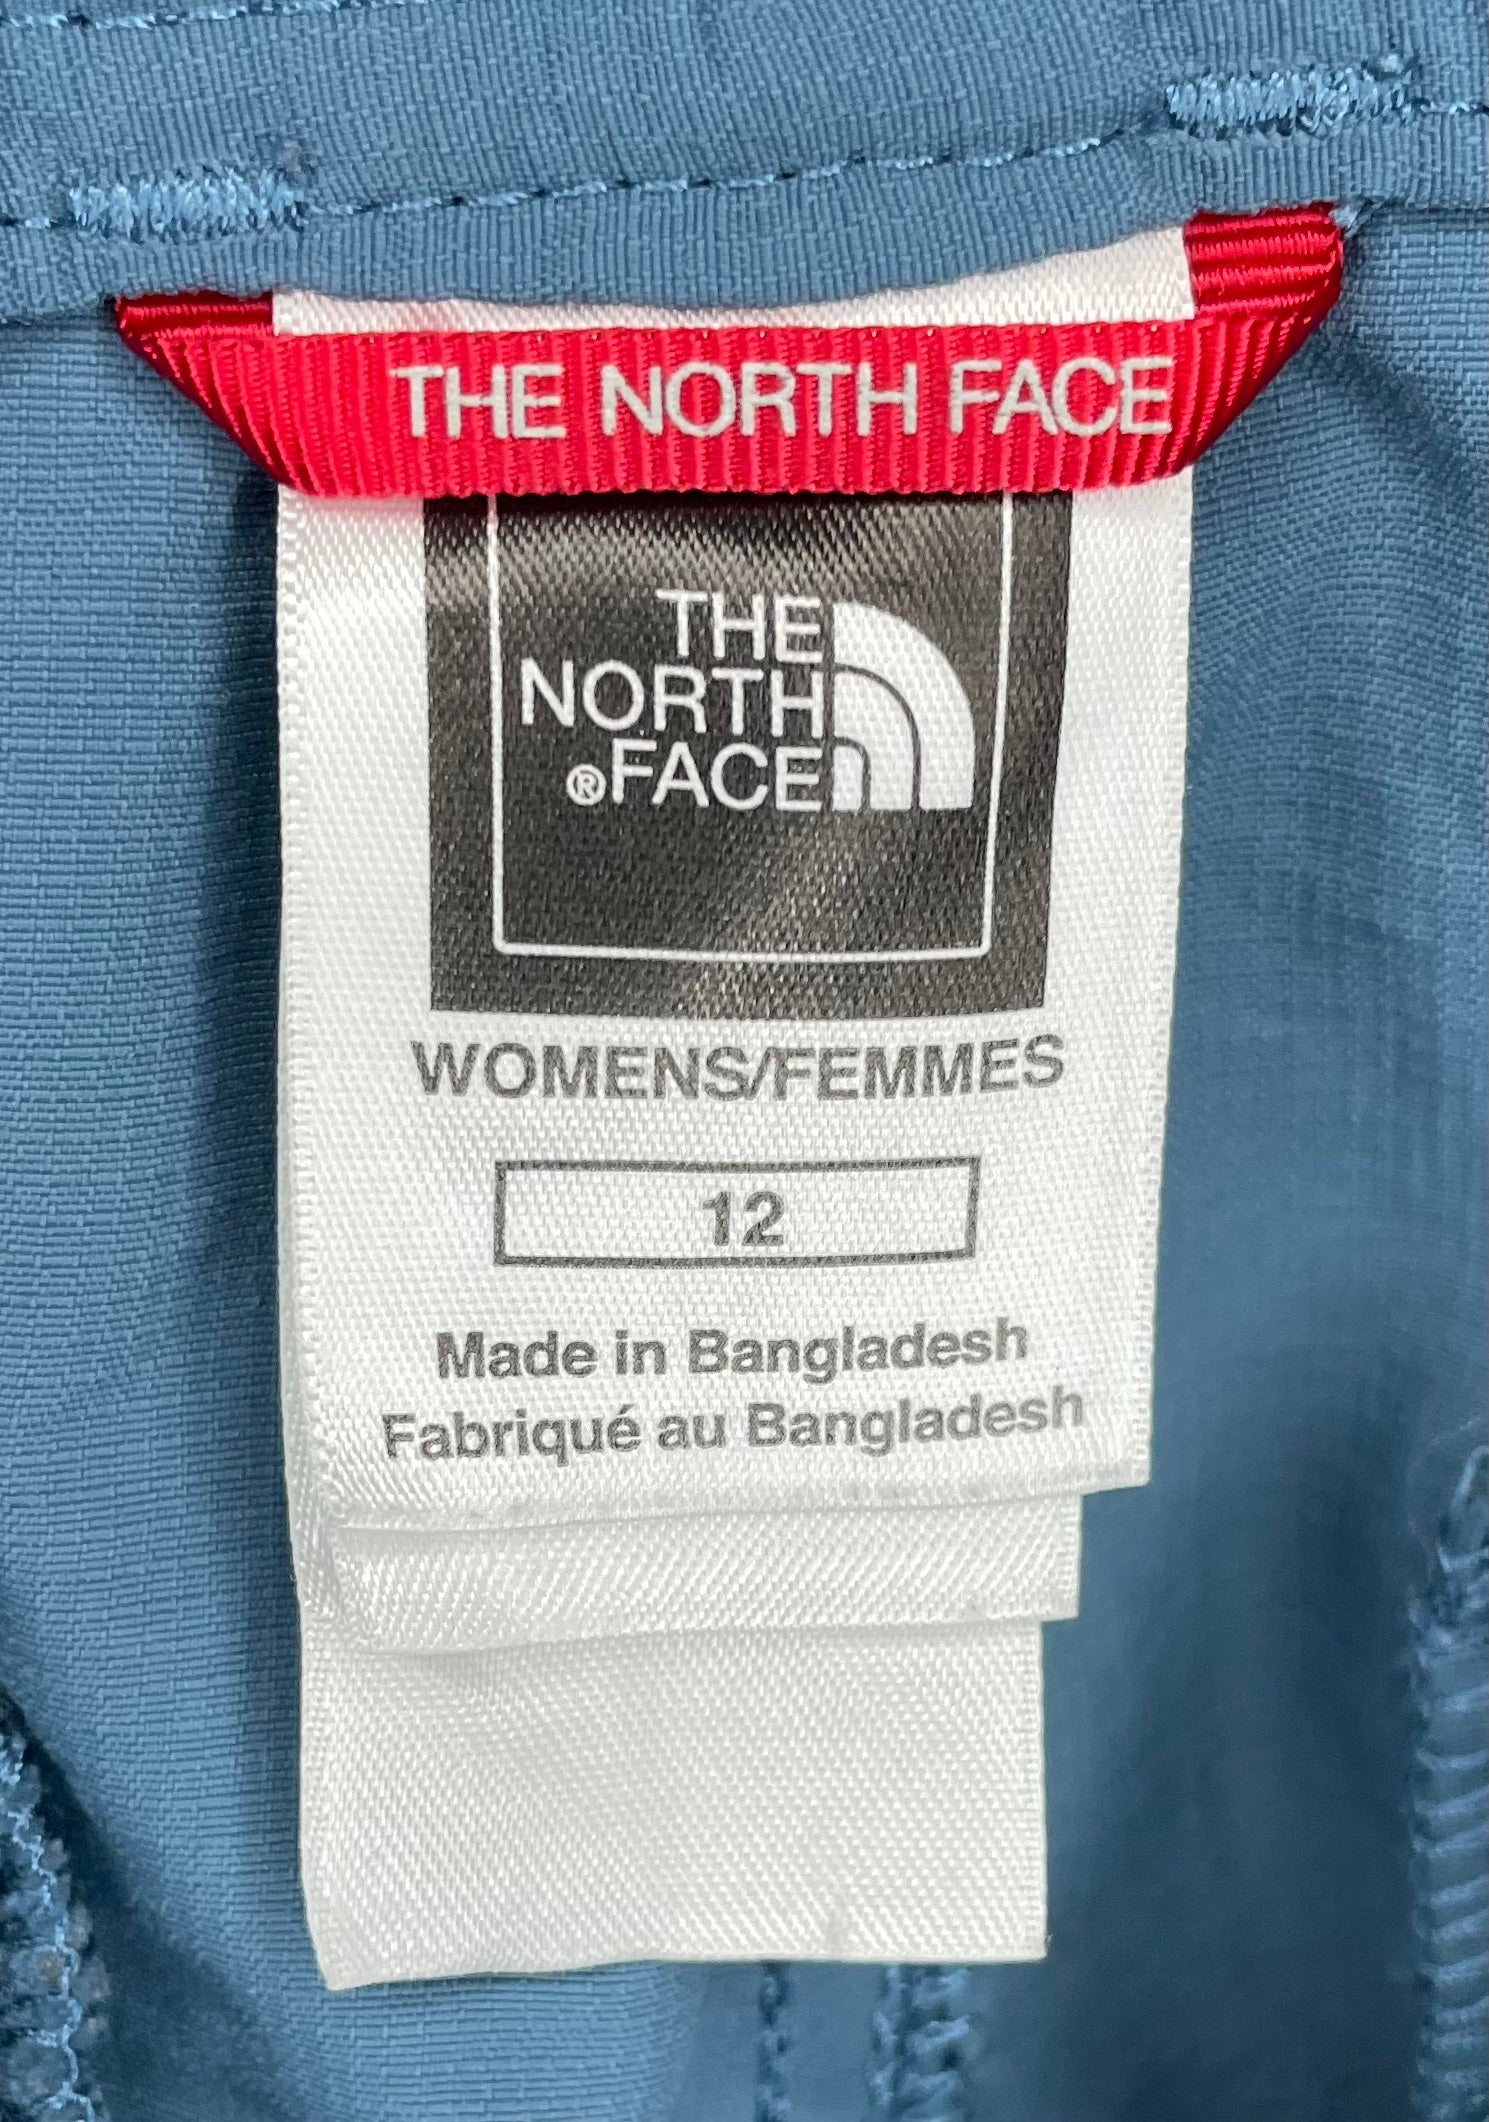 THE NORTH FACE
THE
NORTH
®FACE
WOMENS/FEMMES
12
Made in Bangladesh
Fabriqué au Bangladesh